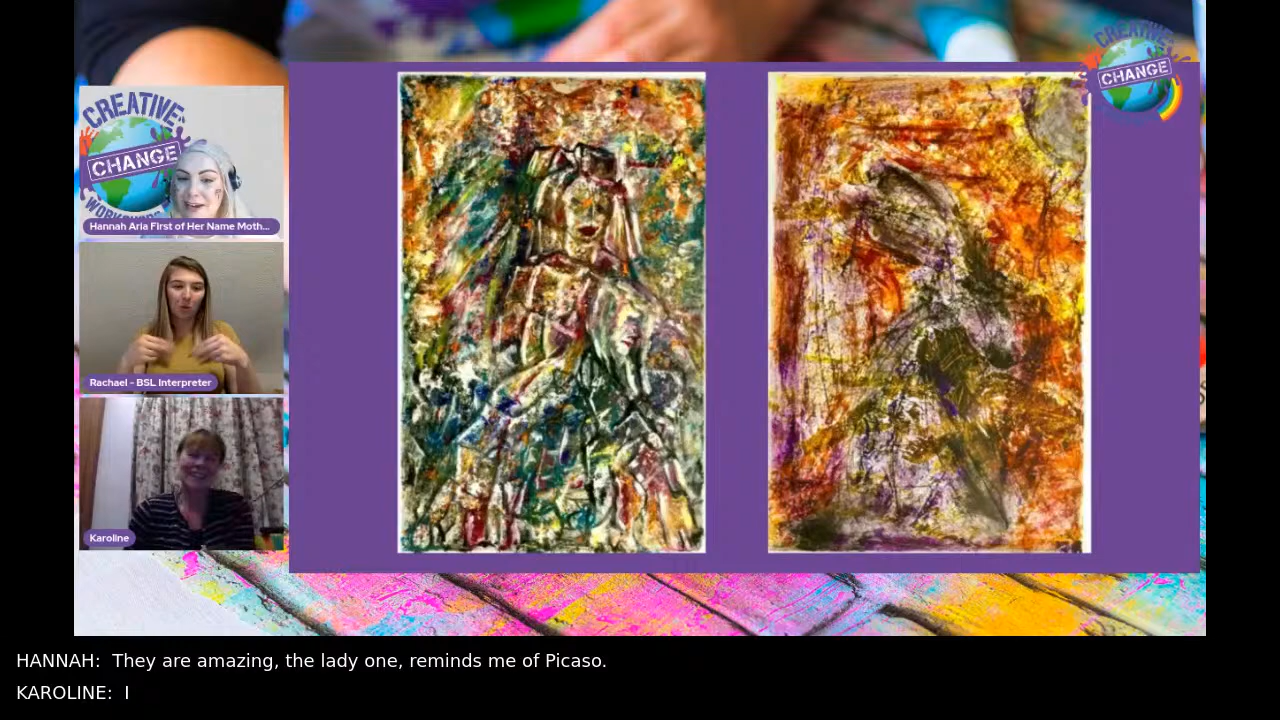 CREATIVE
CHANGE
CREATIVE
CHANGE
Hannah Aria First of Her Name Moth...
Rachael - BSL Interpreter
Karoline
HANNAH:  They are amazing, the lady one, reminds me of Picaso.
KAROLINE:  I